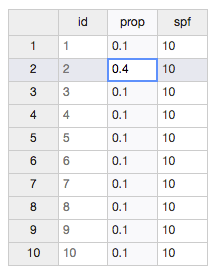 id prop spf
1 1 0.1 10
2 2 0.4 10
3 3 0.1 10
4 4 0.1 10
5 5 0.1 10
6 6 0.1 10
7 7 0.1 10
8 8 0.1 10
9 9 0.1 10
10 10 0.1 10